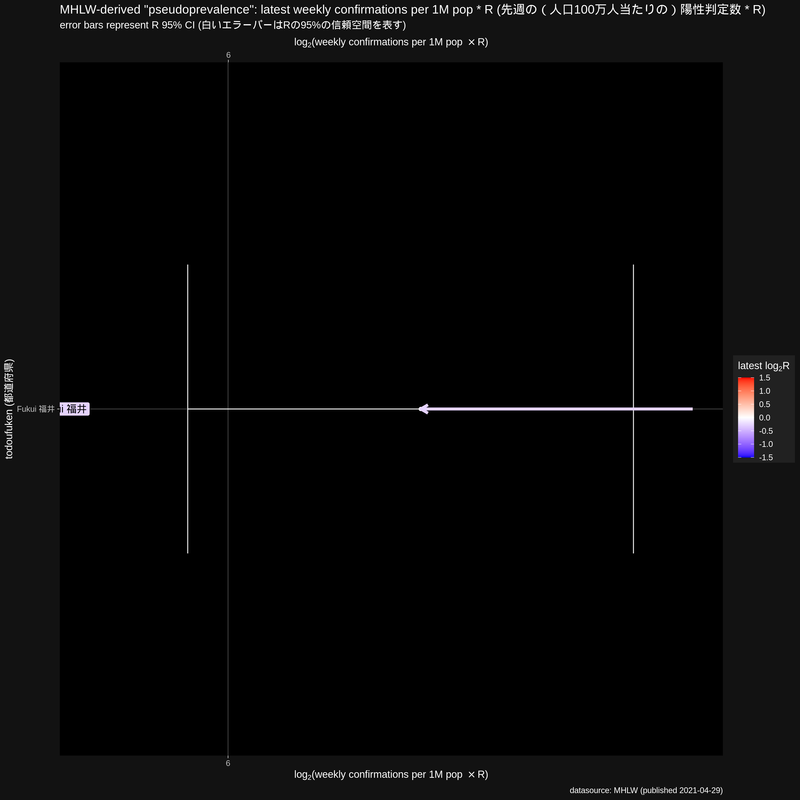 MHLW-derived "pseudoprevalence": latest weekly confirmations per 1M pop * R (先週の ( 人口100万人当たりの ) 陽性判定数 * R)
error bars represent R 95% CI (白いエラーバーはRの95%の信頼空間を表す)
log₂(weekly confirmations per 1M pop × R)
6
todoufuken (都道府県)
Fukui 福井
福井
latest log₂R
1.5
1.0
0.5
0.0
-0.5
-1.0
-1.5
6
log₂(weekly confirmations per 1M pop × R)
datasource: MHLW (published 2021-04-29)